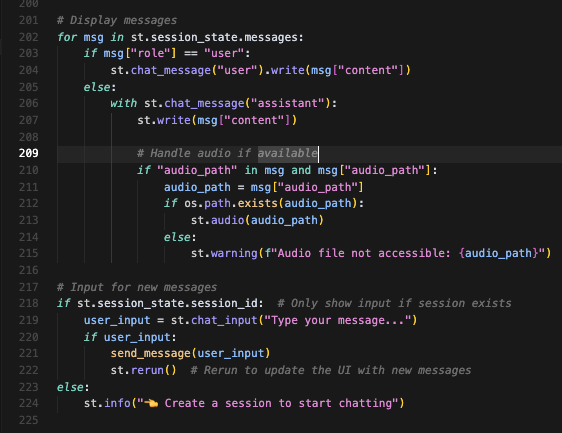 200
201 # Display messages
202 for msg in st.session_state.messages:
203     if msg["role"] == "user":
204         st.chat_message("user").write(msg["content"])
205     else:
206         with st.chat_message("assistant"):
207             st.write(msg["content"])
208
209             # Handle audio if available
210             if "audio_path" in msg and msg["audio_path"]:
211                 audio_path = msg["audio_path"]
212                 if os.path.exists(audio_path):
213                     st.audio(audio_path)
214                 else:
215                     st.warning(f"Audio file not accessible: {audio_path}")
216
217 # Input for new messages
218 if st.session_state.session_id:  # Only show input if session exists
219     user_input = st.chat_input("Type your message...")
220     if user_input:
221         send_message(user_input)
222         st.rerun()  # Rerun to update the UI with new messages
223 else:
224     st.info("👈 Create a session to start chatting")
225